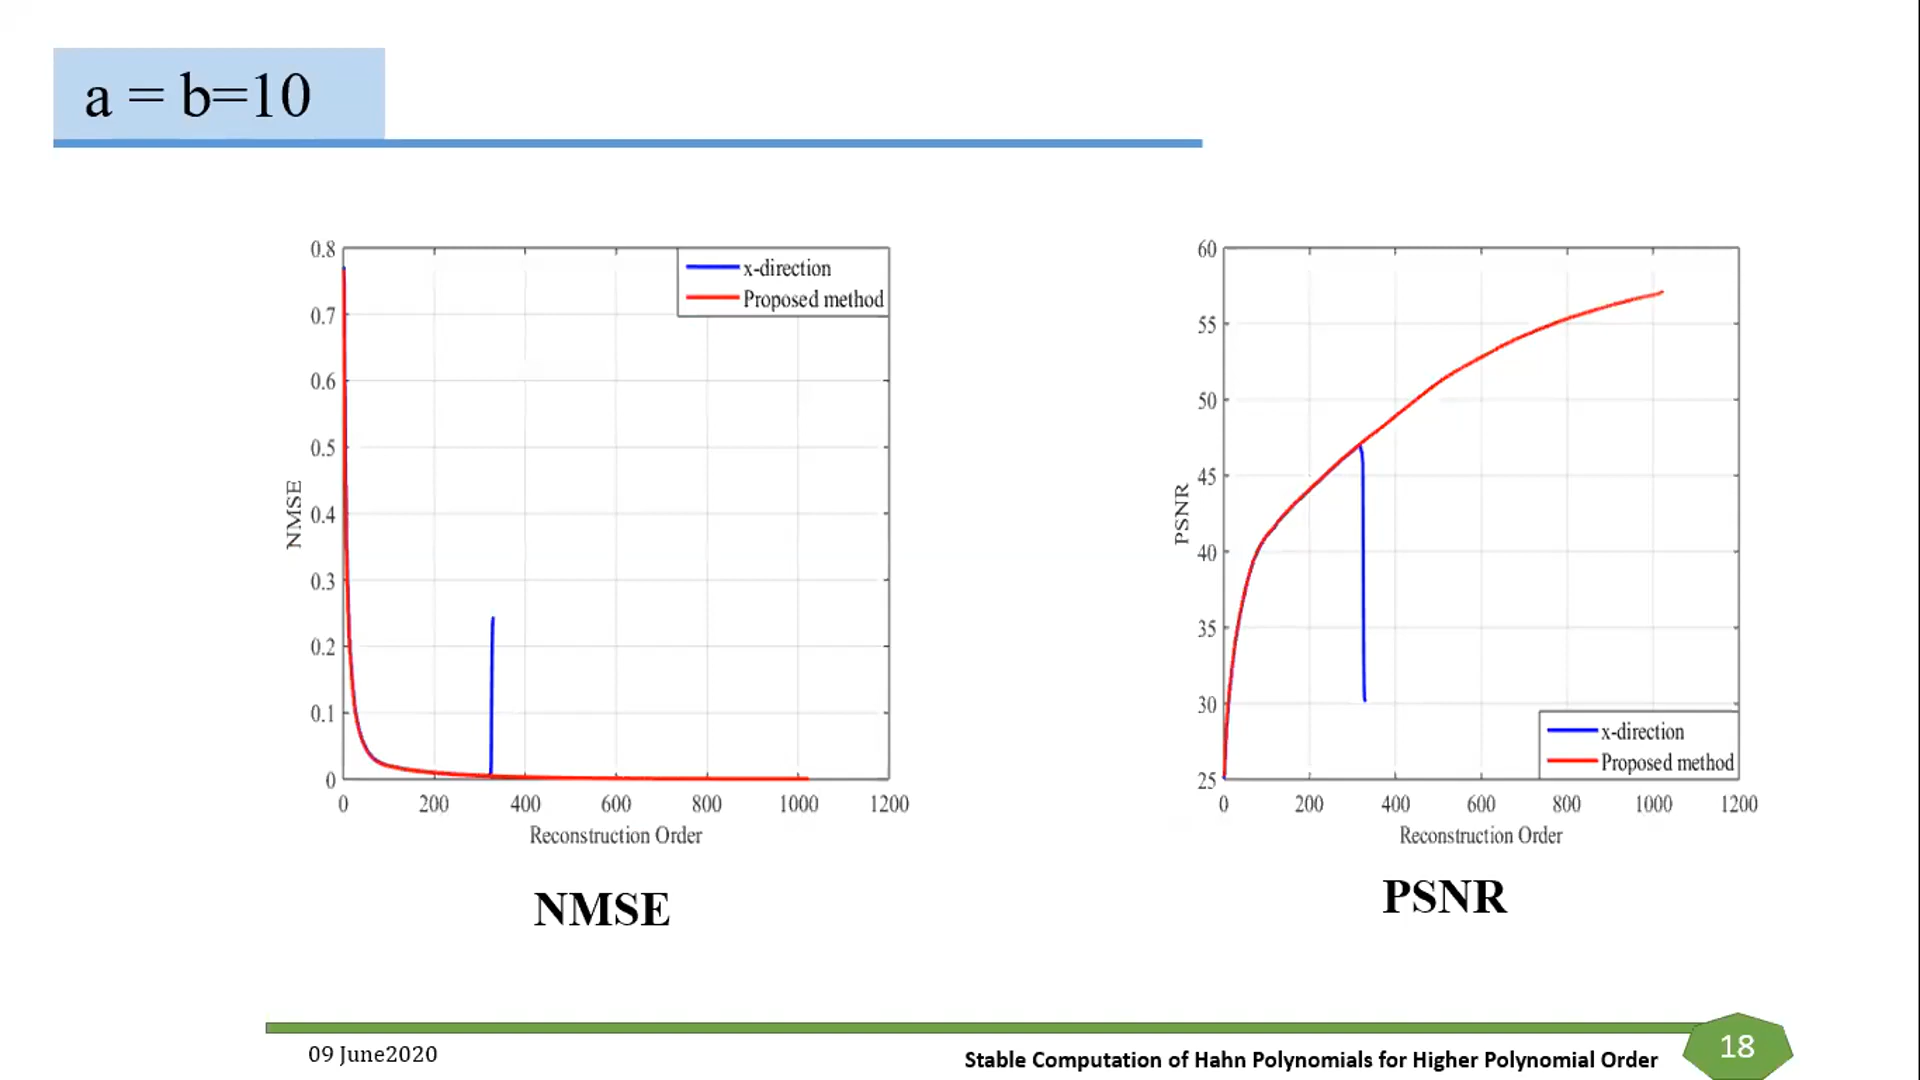 a = b=10
0.8
0.7
0.6
0.5
0.4
0.3
0.2
0.1
0
NMSE
x-direction
Proposed method
0 200 400 600 800 1000 1200
Reconstruction Order
NMSE
60
55
50
45
40
35
30
25
PSNR
x-direction
Proposed method
0 200 400 600 800 1000 1200
Reconstruction Order
PSNR
09 June2020
Stable Computation of Hahn Polynomials for Higher Polynomial Order
18